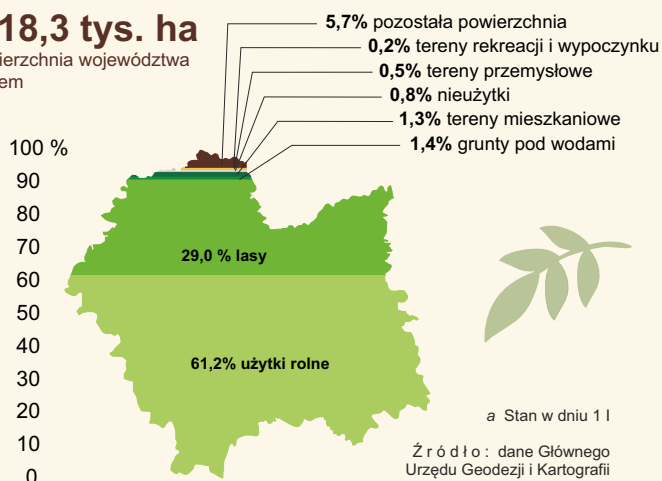 18,3 tys. ha
ierzchnia województwa
em
5,7% pozostała powierzchnia
0,2% tereny rekreacji i wypoczynku
0,5% tereny przemysłowe
0,8% nieużytki
1,3% tereny mieszkaniowe
1,4% grunty pod wodami
100 %
90
80
70
60
50
40
30
20
10
0
29,0 % lasy
61,2% użytki rolne
a Stan w dniu 1 I
Źródło: dane Głównego
Urzędu Geodezji i Kartografii